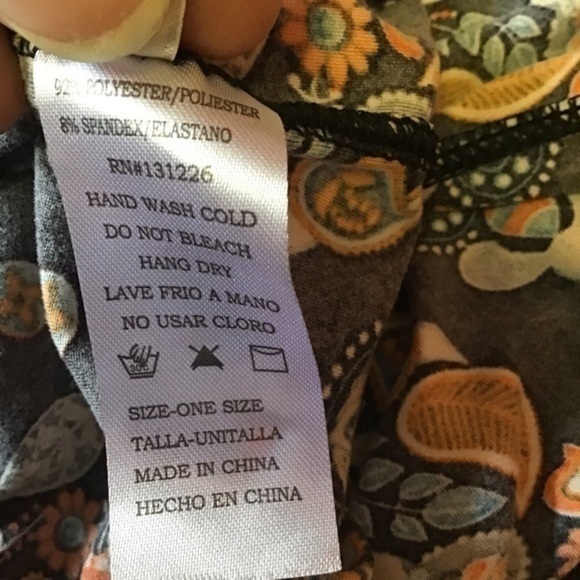 92% POLYESTER/POLIESTER
8% SPANDEX/ELASTANO
RN#131226
HAND WASH COLD
DO NOT BLEACH
HANG DRY
LAVE FRIO A MANO
NO USAR CLORO
30C
SIZE-ONE SIZE
TALLA-UNITALLA
MADE IN CHINA
HECHO EN CHINA